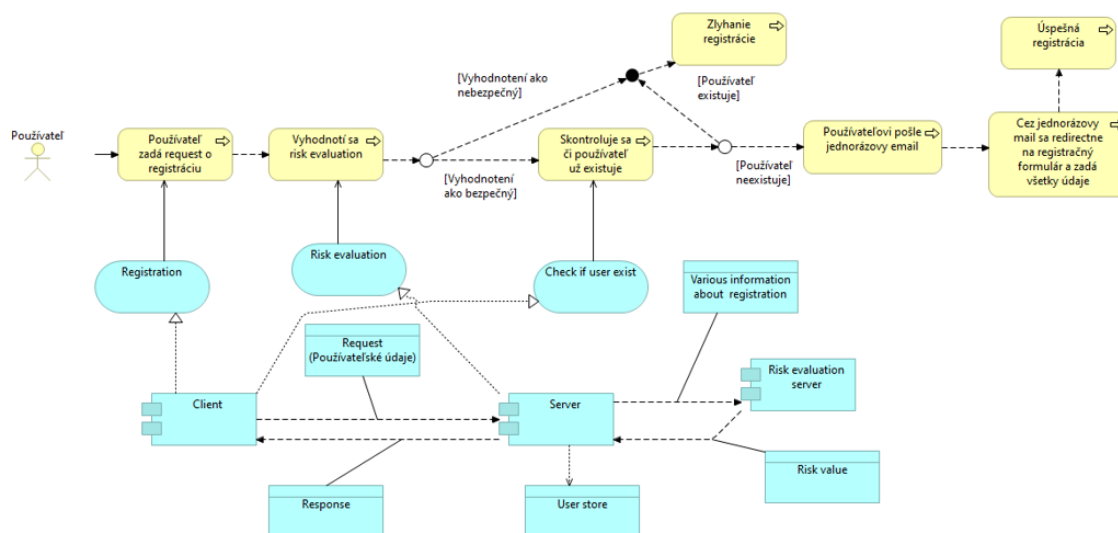 Zlyhanie
registrácie
Úspešná
registrácia
[Vyhodnotení ako
nebezpečný]
[Používateľ
existuje]
Používateľ
Používateľ
zadá request o
registráciu
Vyhodnotí sa
risk evaluation
Skontroluje sa
či používateľ
už existuje
Používateľovi pošle
jednorázovy email
Cez jednorázovy
mail sa redirectne
na registračný
formulár a zadá
všetky údaje
[Vyhodnotení
ako bezpečný]
[Používateľ
neexistuje]
Registration
Risk evaluation
Check if user exist
Various information
about registration
Request
(Používateľské údaje)
Risk evaluation
server
Client
Server
Risk value
Response
User store